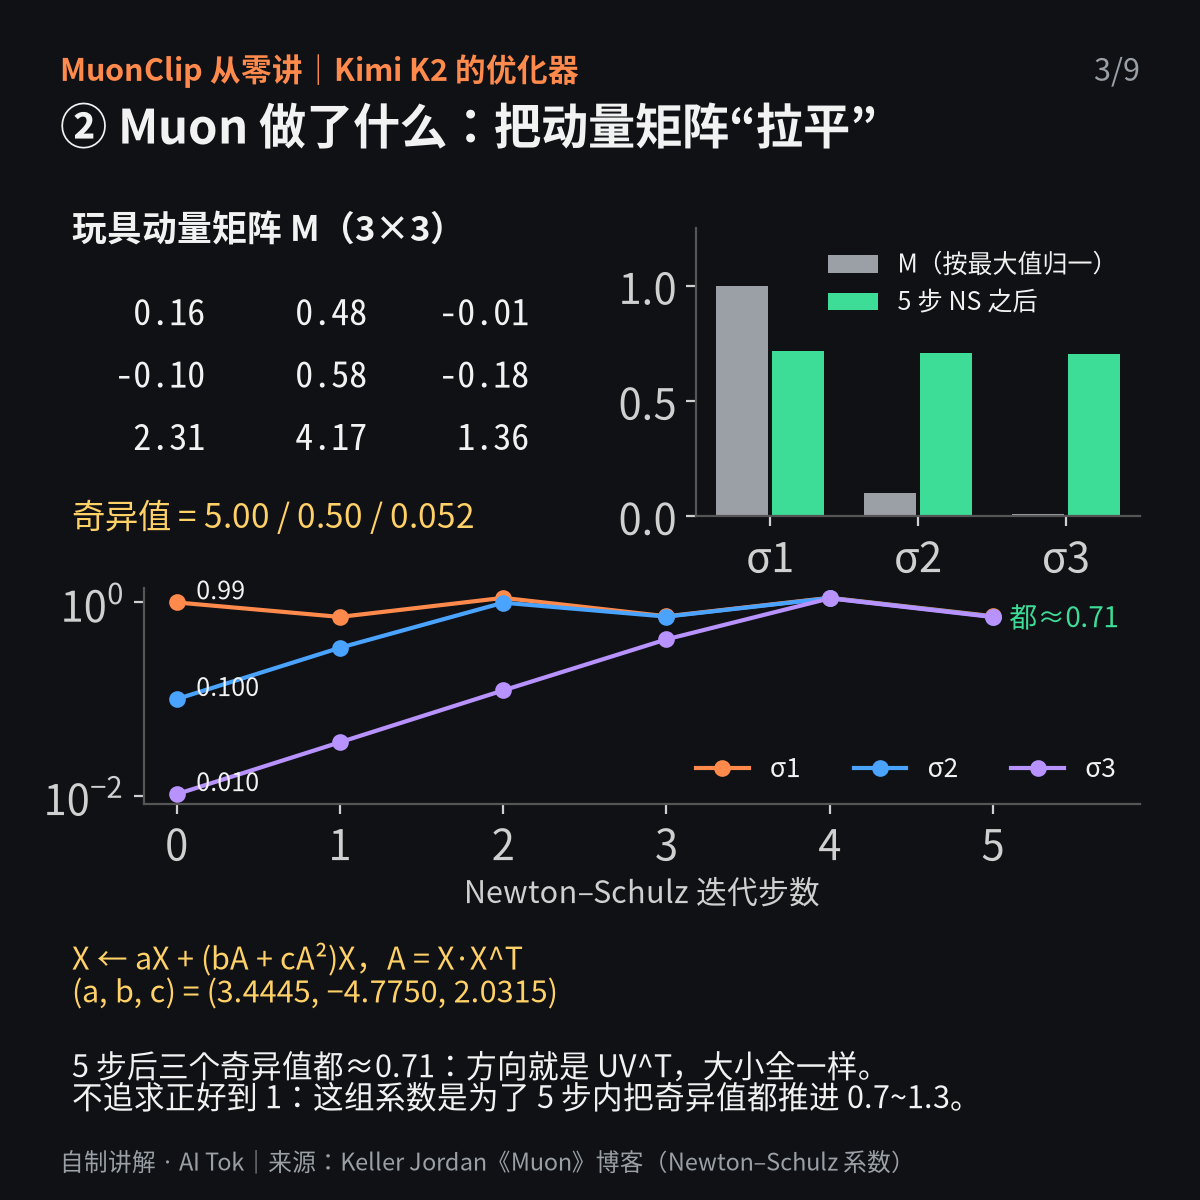 MuonClip 从零讲｜Kimi K2 的优化器
3/9
② Muon 做了什么：把动量矩阵“拉平”
玩具动量矩阵 M（3×3）
0.16 0.48 -0.01
-0.10 0.58 -0.18
2.31 4.17 1.36
奇异值 = 5.00 / 0.50 / 0.052
1.0
0.5
0.0
M（按最大值归一）
5 步 NS 之后
σ1 σ2 σ3
10⁰
10⁻²
0.99
0.100
0.010
都≈0.71
σ1 σ2 σ3
0 1 2 3 4 5
Newton–Schulz 迭代步数
X ← aX + (bA + cA²)X，A = X·X^T
(a, b, c) = (3.4445, −4.7750, 2.0315)
5 步后三个奇异值都≈0.71：方向就是 UV^T，大小全一样。
不追求正好到 1：这组系数是为了 5 步内把奇异值都推进 0.7~1.3。
自制讲解 · AI Tok｜来源：Keller Jordan《Muon》博客（Newton–Schulz 系数）